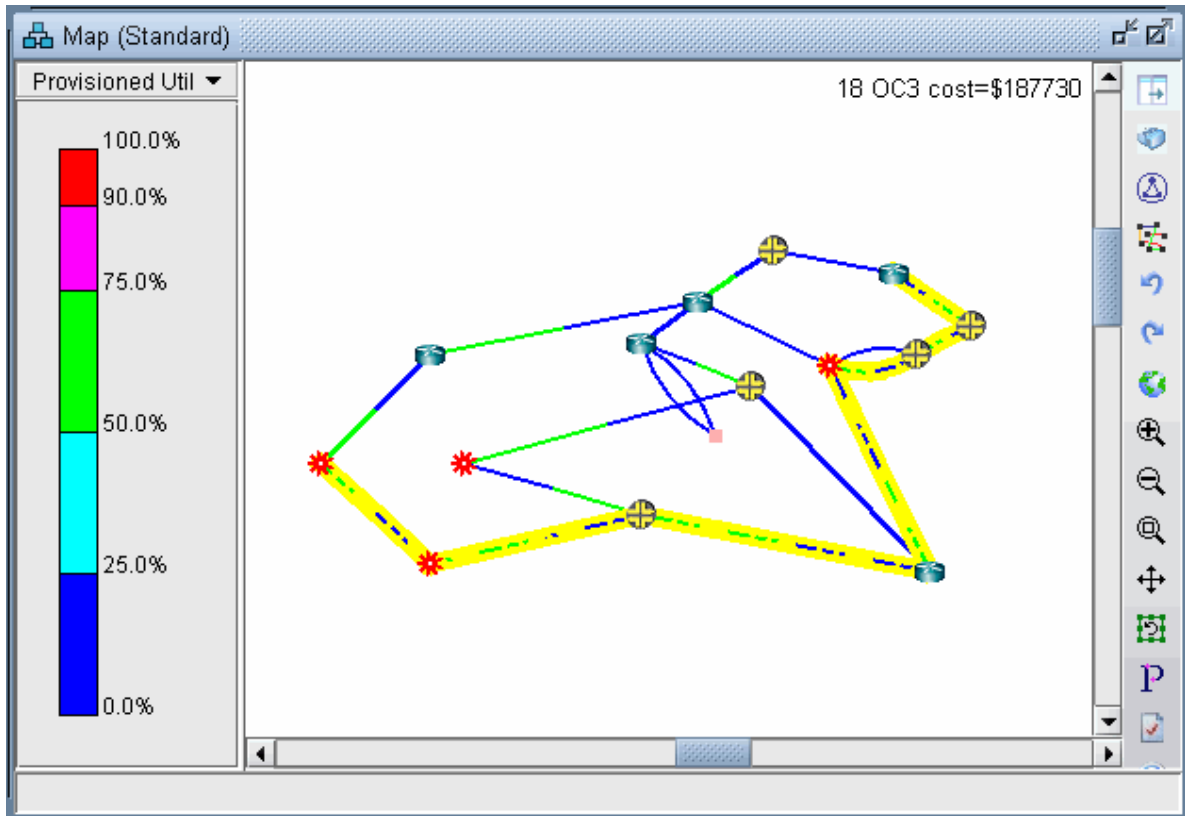 Map (Standard)
Provisioned Util
18 OC3 cost=$187730
100.0%
90.0%
75.0%
50.0%
25.0%
0.0%
P